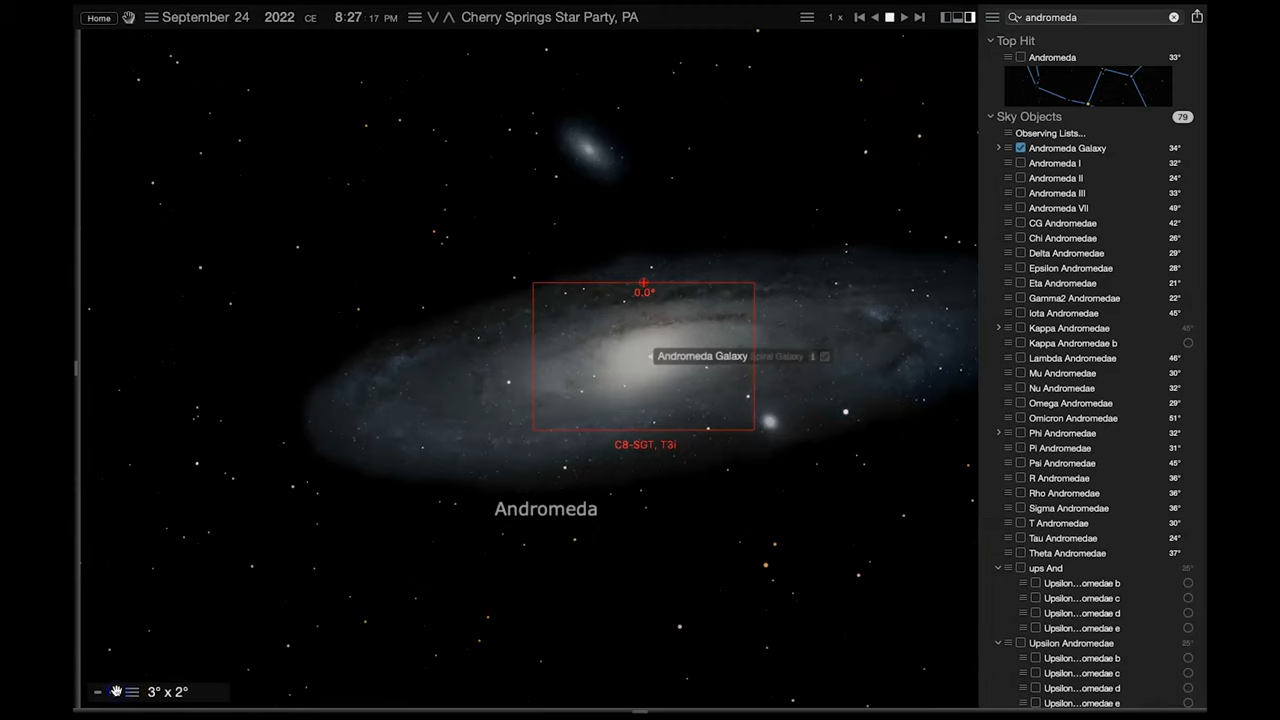 Home September 24 2022 CE 8:27:17 PM Cherry Springs Star Party, PA 1 x andromeda
Top Hit
Andromeda 33°
Sky Objects 79
Observing Lists...
Andromeda Galaxy 34°
Andromeda I 32°
Andromeda II 24°
Andromeda III 33°
Andromeda VII 49°
CG Andromedae 42°
Chi Andromedae 26°
Delta Andromedae 29°
Epsilon Andromedae 28°
Eta Andromedae 21°
Gamma2 Andromedae 22°
Iota Andromedae 45°
Kappa Andromedae 45°
Kappa Andromedae b
Lambda Andromedae 46°
Mu Andromedae 30°
Nu Andromedae 32°
Omega Andromedae 29°
Omicron Andromedae 51°
Phi Andromedae 32°
Pi Andromedae 31°
Psi Andromedae 45°
R Andromedae 36°
Rho Andromedae 36°
Sigma Andromedae 36°
T Andromedae 30°
Tau Andromedae 24°
Theta Andromedae 37°
ups And 25°
Upsilon...omedae b
Upsilon...omedae c
Upsilon...omedae d
Upsilon...omedae e
Upsilon Andromedae 25°
Upsilon...omedae b
Upsilon...omedae c
Upsilon...omedae d
Upsilon...omedae e
0.0°
Andromeda Galaxy Spiral Galaxy
C8-SGT, T3i
Andromeda
3° x 2°